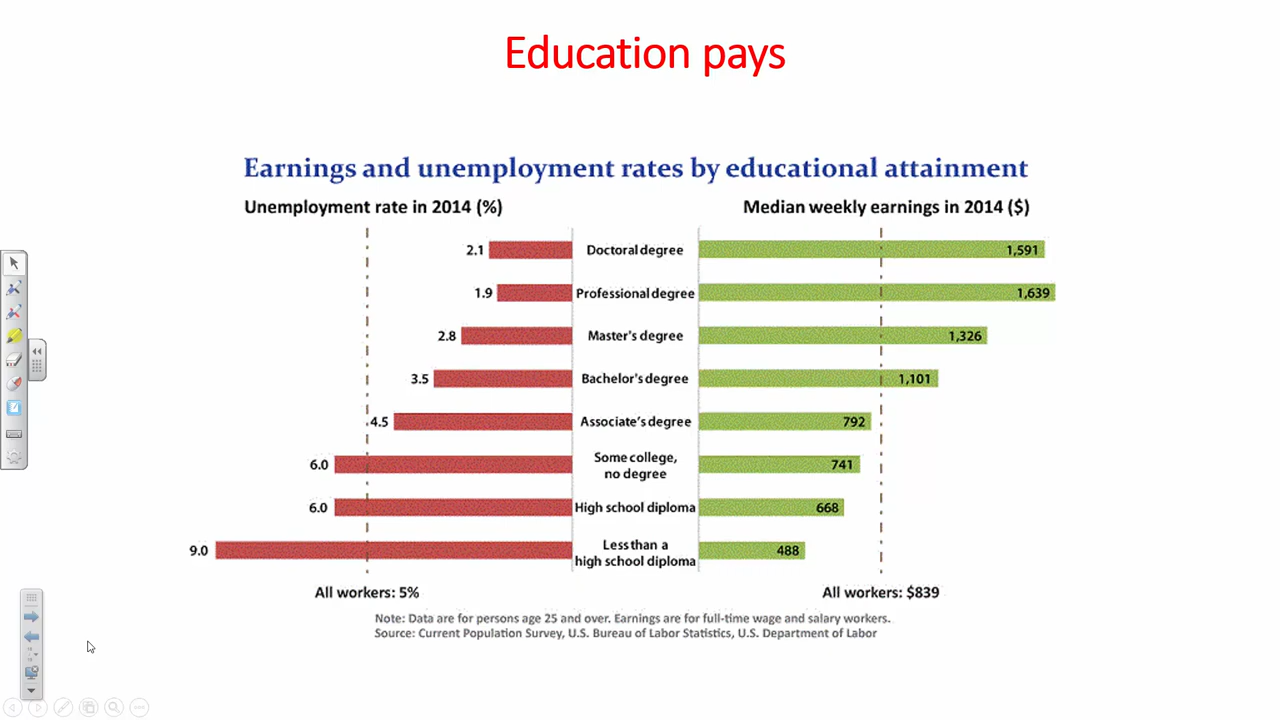 Education pays
Earnings and unemployment rates by educational attainment
Unemployment rate in 2014 (%)
Median weekly earnings in 2014 ($)
2.1 Doctoral degree 1,591
1.9 Professional degree 1,639
2.8 Master's degree 1,326
3.5 Bachelor's degree 1,101
4.5 Associate's degree 792
6.0 Some college, 741
no degree
6.0 High school diploma 668
9.0 Less than a 488
high school diploma
All workers: 5%
All workers: $839
Note: Data are for persons age 25 and over. Earnings are for full-time wage and salary workers.
Source: Current Population Survey, U.S. Bureau of Labor Statistics, U.S. Department of Labor